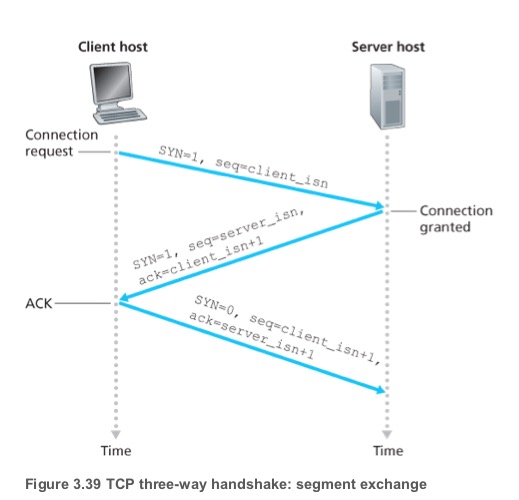 Client host
Server host
Connection
request
SYN=1, seq=client_isn
Connection
granted
SYN=1, seq=server_isn,
ack=client_isn+1
ACK
SYN=0, seq=client_isn+1,
ack=server_isn+1
Time
Time
Figure 3.39 TCP three-way handshake: segment exchange